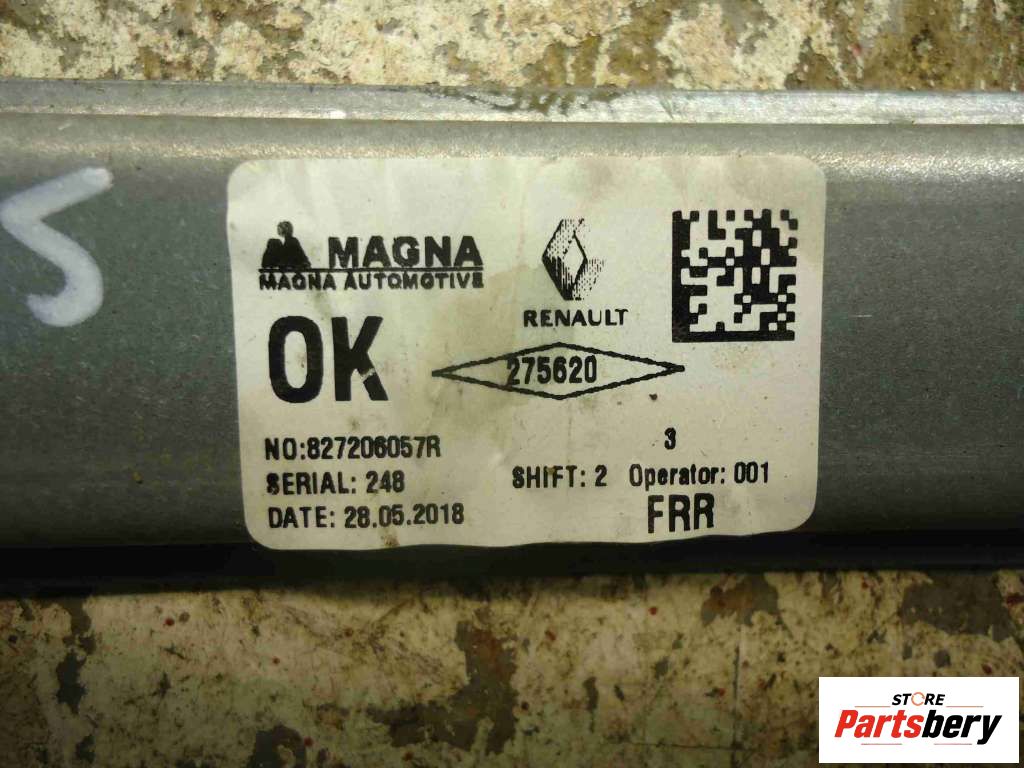 5
MAGNA
MAGNA AUTOMOTIVE
RENAULT
OK
275620
NO:827206057R
3
SERIAL: 248
SHIFT: 2 Operator: 001
DATE: 28.05.2018
FRR
STORE
Partsbery